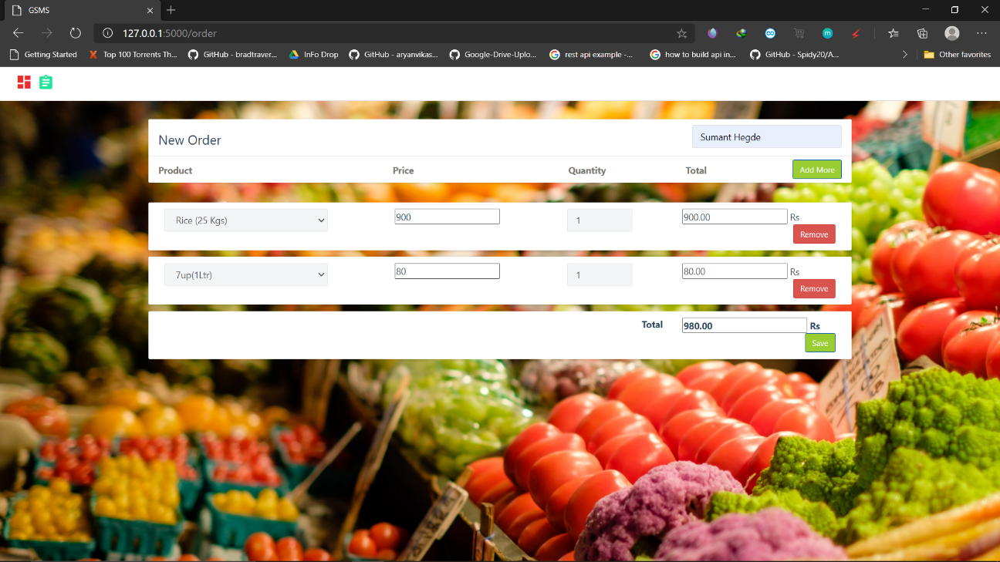 GSMS
127.0.0.1:5000/order
Getting Started
Top 100 Torrents Th...
GitHub - bradtraver...
InFo Drop
GitHub - aryanvikas...
Google-Drive-Uplo...
rest api example -...
how to build api in...
GitHub - Spidy20/A...
Other favorites
New Order
Sumant Hegde
Product Price Quantity Total Add More
Rice (25 Kgs) 900 1 900.00 Rs
Remove
7up(1Ltr) 80 1 80.00 Rs
Remove
Total 980.00 Rs
Save